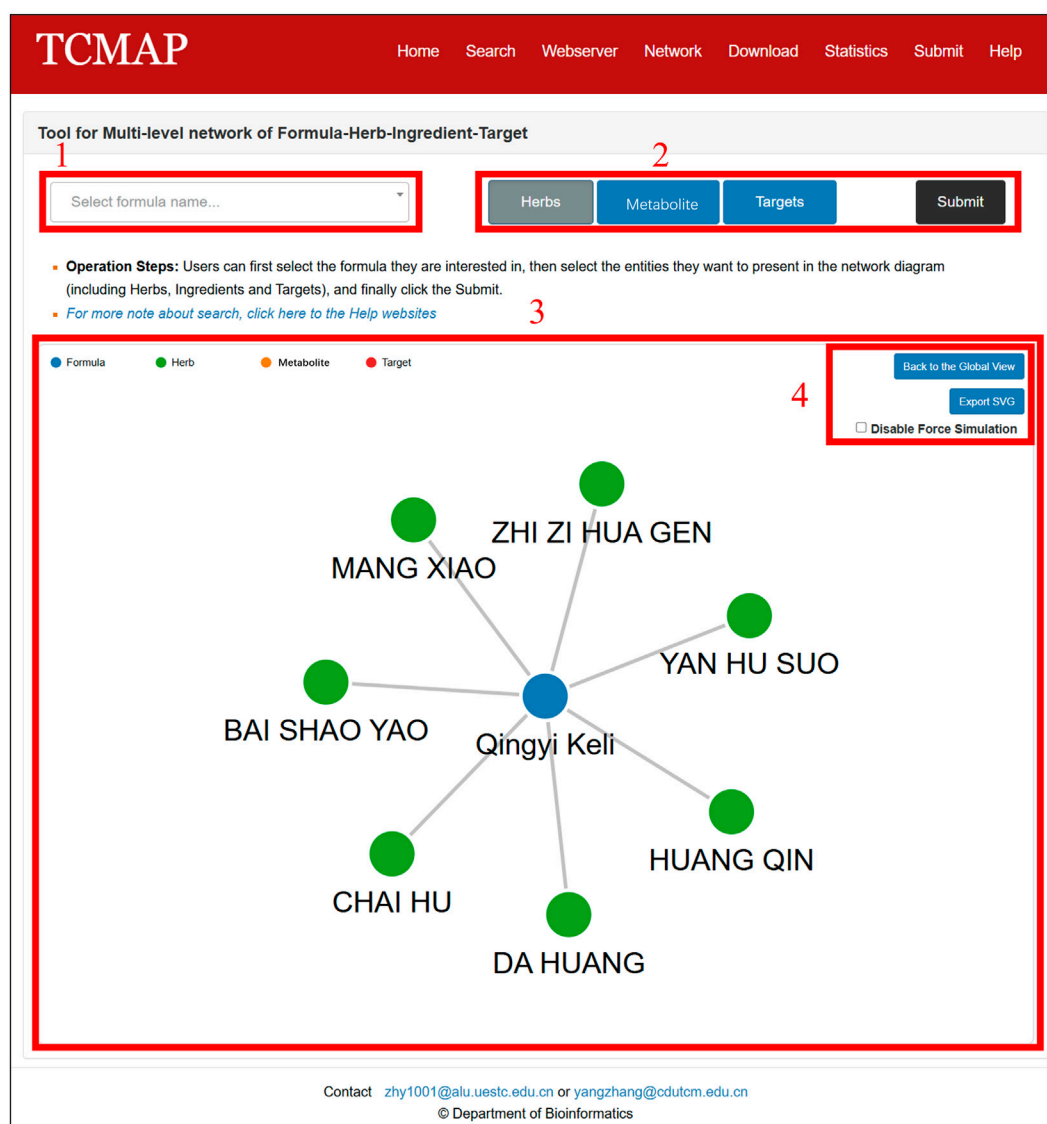 TCMAP
Home Search Webserver Network Download Statistics Submit Help
Tool for Multi-level network of Formula-Herb-Ingredient-Target
1
2
Select formula name...
Herbs Metabolite Targets Submit
Operation Steps: Users can first select the formula they are interested in, then select the entities they want to present in the network diagram
(including Herbs, Ingredients and Targets), and finally click the Submit.
For more note about search, click here to the Help websites
3
Formula Herb Metabolite Target
Back to the Global View
4
Export SVG
Disable Force Simulation
ZHI ZI HUA GEN
MANG XIAO
YAN HU SUO
BAI SHAO YAO
Qingyi Keli
HUANG QIN
CHAI HU
DA HUANG
Contact zhy1001@alu.uestc.edu.cn or yangzhang@cdutcm.edu.cn
© Department of Bioinformatics